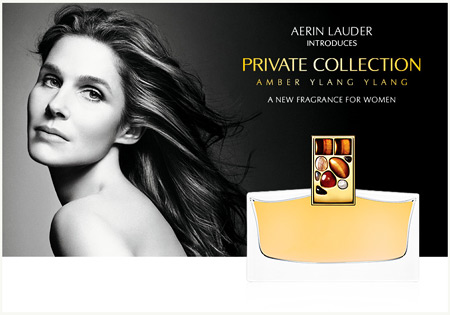 AERIN LAUDER
INTRODUCES
PRIVATE COLLECTION
AMBER YLANG YLANG
A NEW FRAGRANCE FOR WOMEN